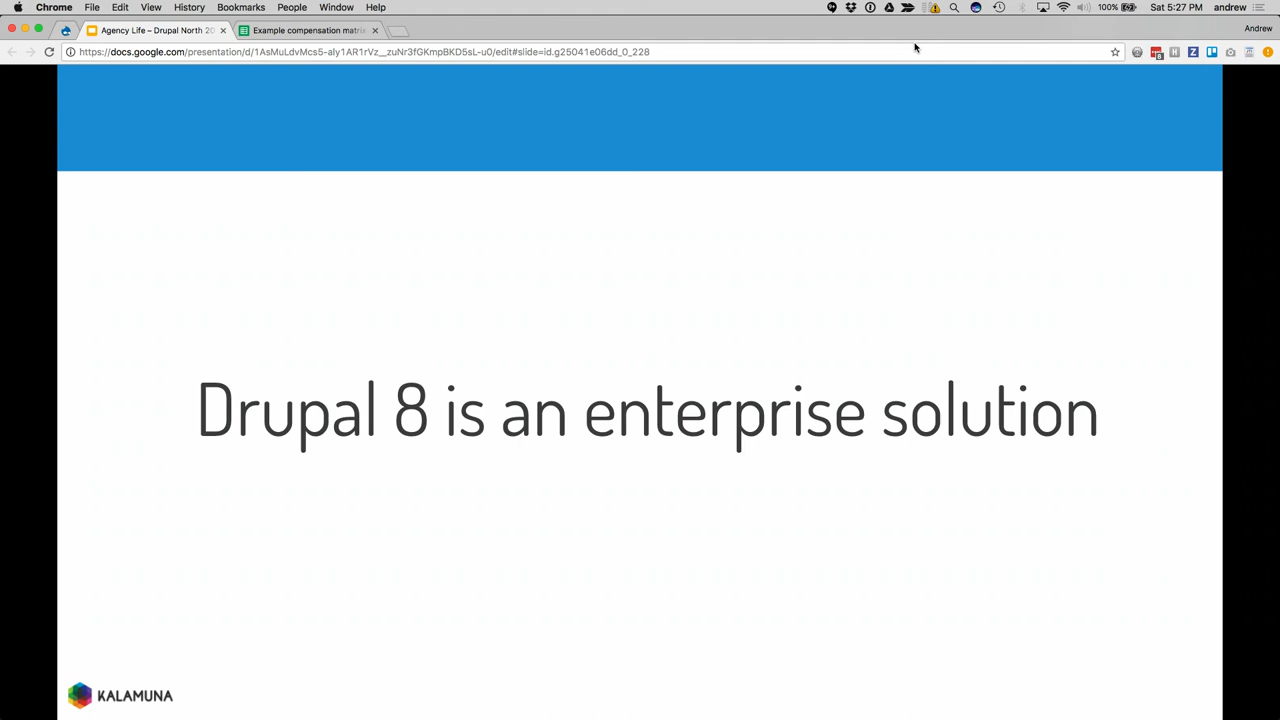 Chrome File Edit View History Bookmarks People Window Help 100% Sat 5:27 PM andrew
Agency Life – Drupal North 20 Example compensation matri Andrew
https://docs.google.com/presentation/d/1AsMuLdvMcs5-aIy1AR1rVz__zuNr3fGKmpBKD5sL-u0/edit#slide=id.g25041e06dd_0_228
Drupal 8 is an enterprise solution
KALAMUNA